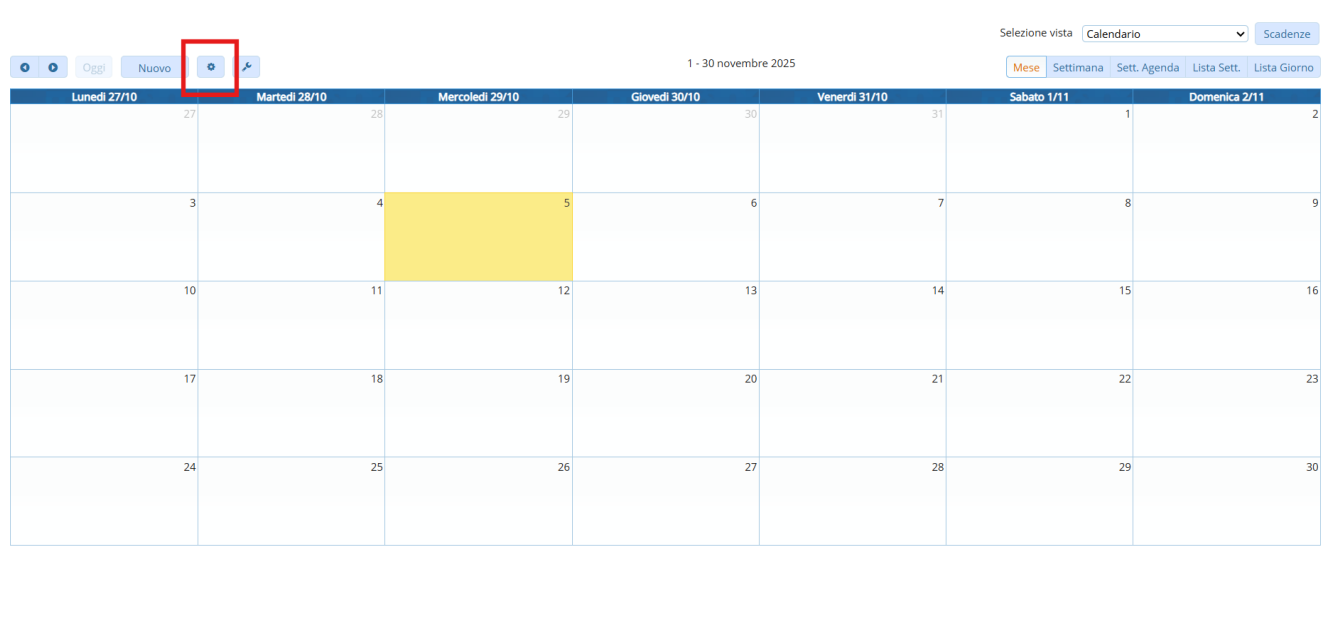 Selezione vista Calendario Scadenze
Oggi Nuovo 1 - 30 novembre 2025 Mese Settimana Sett. Agenda Lista Sett. Lista Giorno
Lunedì 27/10 Martedì 28/10 Mercoledì 29/10 Giovedì 30/10 Venerdì 31/10 Sabato 1/11 Domenica 2/11
27 28 29 30 31 1 2
3 4 5 6 7 8 9
10 11 12 13 14 15 16
17 18 19 20 21 22 23
24 25 26 27 28 29 30